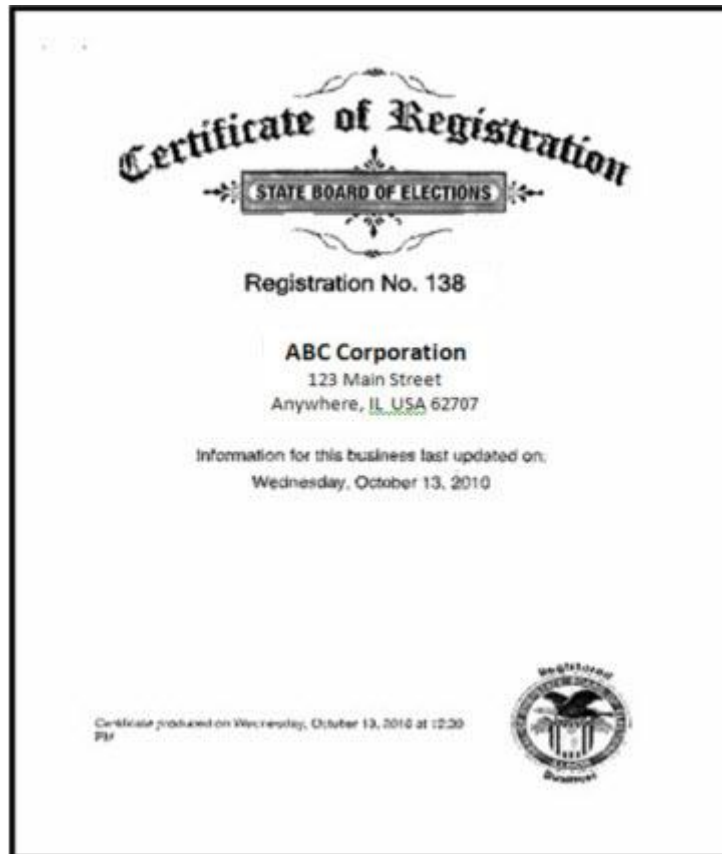 Certificate of Registration
STATE BOARD OF ELECTIONS
Registration No. 138
ABC Corporation
123 Main Street
Anywhere, IL USA 62707
Information for this business last updated on:
Wednesday, October 13, 2010
Certificate produced on Wednesday, October 13, 2010 at 12:30
PM
Registered
Business